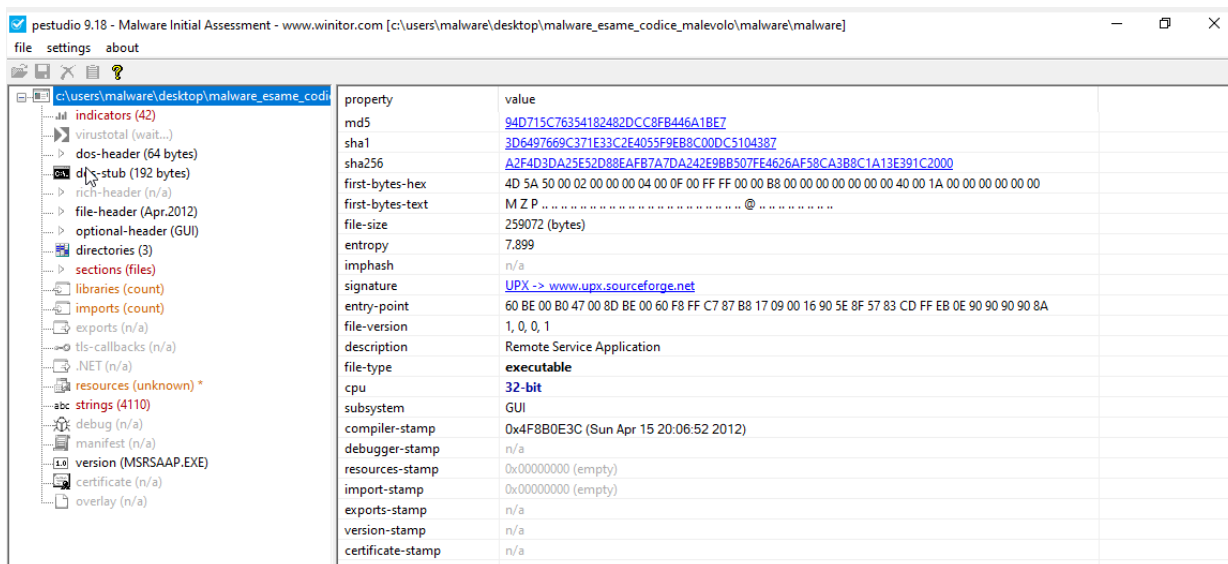 pestudio 9.18 - Malware Initial Assessment - www.winitor.com [c:\users\malware\desktop\malware_esame_codice_malevolo\malware\malware]
file settings about
c:\users\malware\desktop\malware_esame_codi
indicators (42)
virustotal (wait...)
dos-header (64 bytes)
dos-stub (192 bytes)
rich-header (n/a)
file-header (Apr.2012)
optional-header (GUI)
directories (3)
sections (files)
libraries (count)
imports (count)
exports (n/a)
tls-callbacks (n/a)
.NET (n/a)
resources (unknown) *
abc strings (4110)
debug (n/a)
manifest (n/a)
1.0 version (MSRSAAP.EXE)
certificate (n/a)
overlay (n/a)
property value
md5 94D715C76354182482DCC8FB446A1BE7
sha1 3D6497669C371E33C2E4055F9EB8C00DC5104387
sha256 A2F4D3DA25E52D88EAFB7A7DA242E9BB507FE4626AF58CA3B8C1A13E391C2000
first-bytes-hex 4D 5A 50 00 02 00 00 00 04 00 0F 00 FF FF 00 00 B8 00 00 00 00 00 00 00 40 00 1A 00 00 00 00 00 00
first-bytes-text M Z P .. .. .. .. .. .. .. .. .. .. .. .. .. .. .. .. .. .. .. .. .. @ .. .. .. .. .. .. .. ..
file-size 259072 (bytes)
entropy 7.899
imphash n/a
signature UPX -> www.upx.sourceforge.net
entry-point 60 BE 00 B0 47 00 8D BE 00 60 F8 FF C7 87 B8 17 09 00 16 90 5E 8F 57 83 CD FF EB 0E 90 90 90 90 8A
file-version 1, 0, 0, 1
description Remote Service Application
file-type executable
cpu 32-bit
subsystem GUI
compiler-stamp 0x4F8B0E3C (Sun Apr 15 20:06:52 2012)
debugger-stamp n/a
resources-stamp 0x00000000 (empty)
import-stamp 0x00000000 (empty)
exports-stamp n/a
version-stamp n/a
certificate-stamp n/a